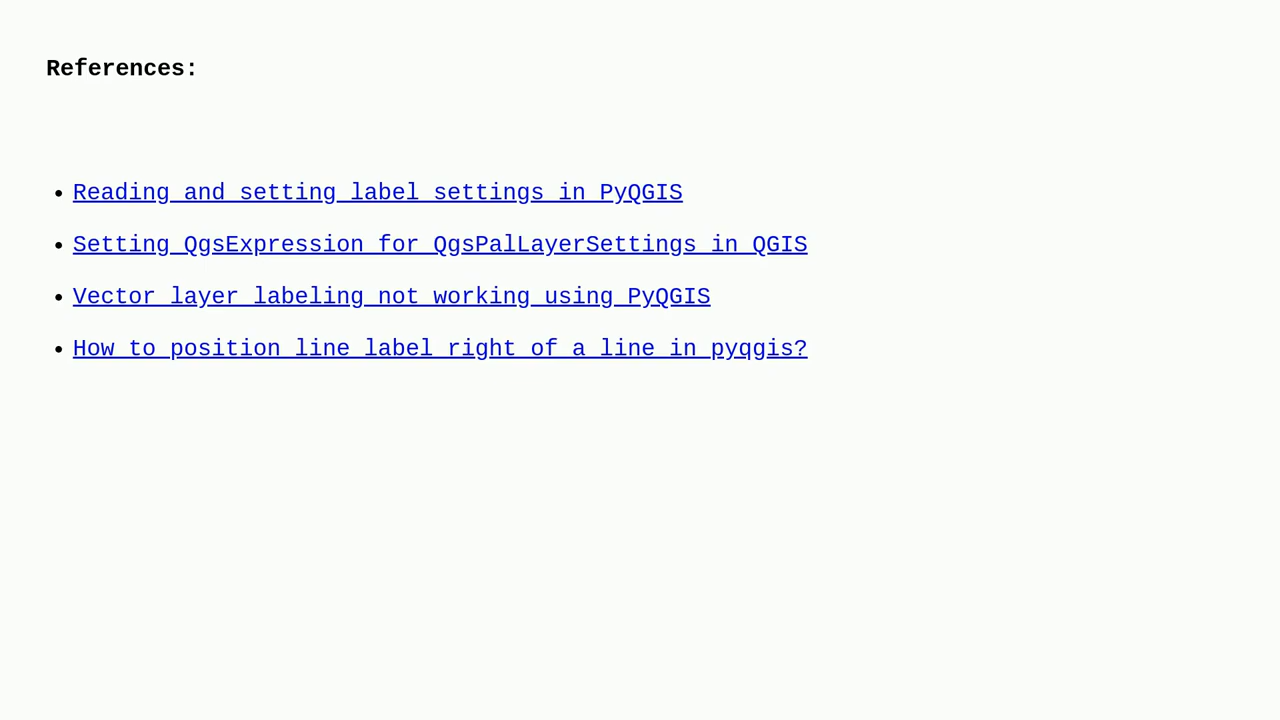 References:
• Reading and setting label settings in PyQGIS
• Setting QgsExpression for QgsPalLayerSettings in QGIS
• Vector layer labeling not working using PyQGIS
• How to position line label right of a line in pyqgis?